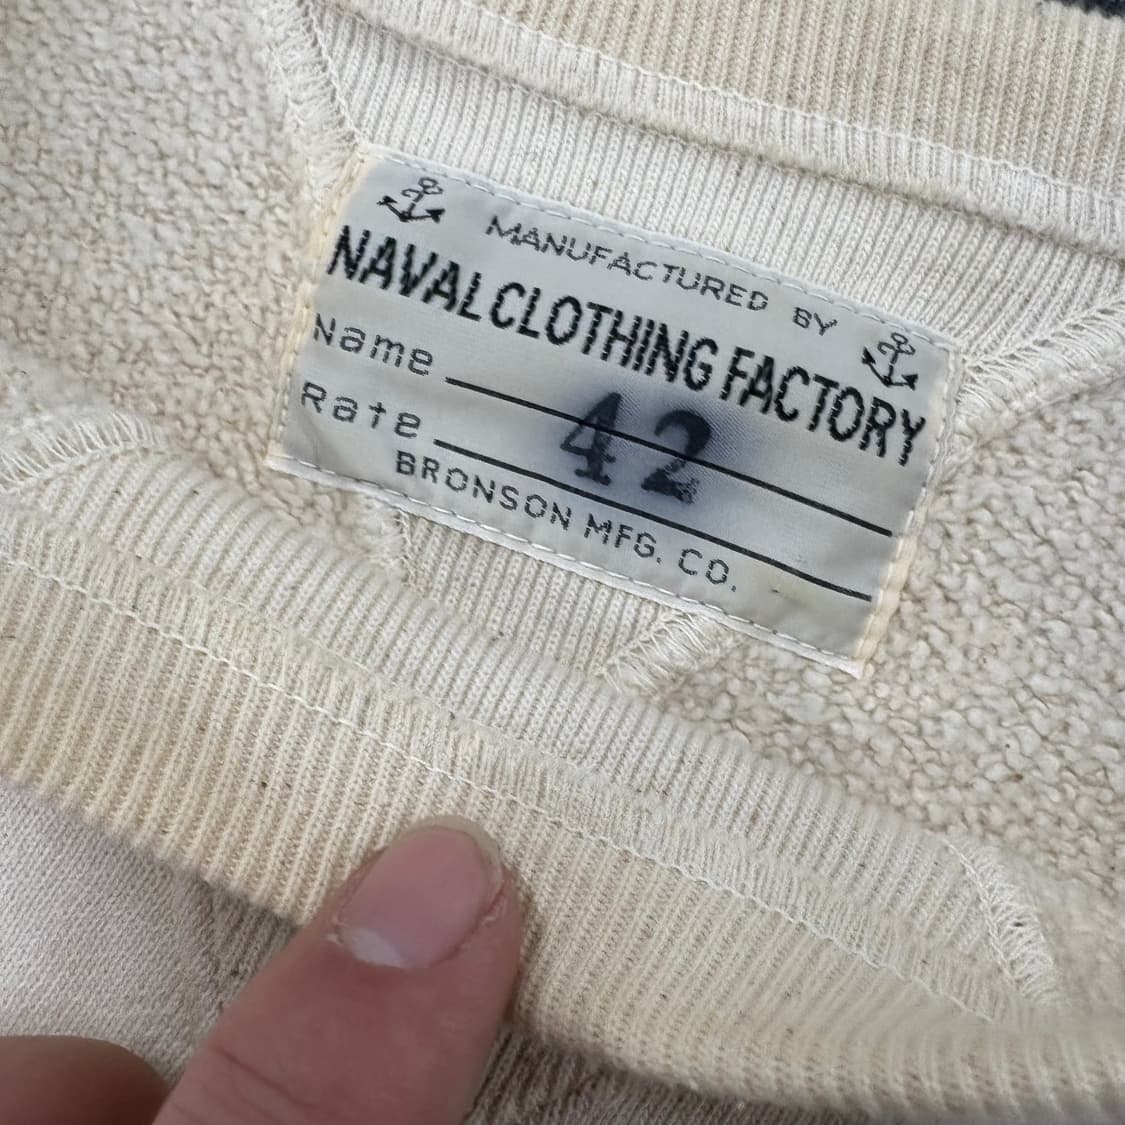 MANUFACTURED BY
NAVAL CLOTHING FACTORY
Name
Rate
42
BRONSON MFG. CO.